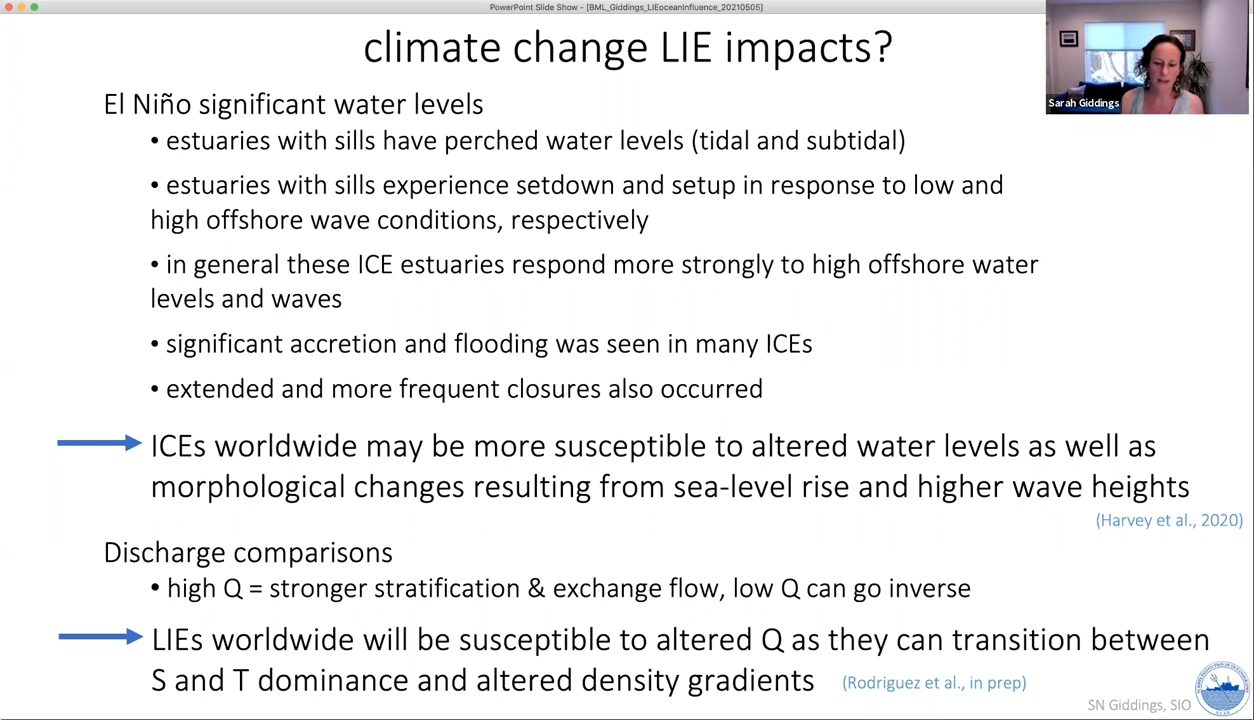 PowerPoint Slide Show - [BML_Giddings_LIEoceanInfluence_20210505]
climate change LIE impacts?
Sarah Giddings
El Niño significant water levels
• estuaries with sills have perched water levels (tidal and subtidal)
• estuaries with sills experience setdown and setup in response to low and
high offshore wave conditions, respectively
• in general these ICE estuaries respond more strongly to high offshore water
levels and waves
• significant accretion and flooding was seen in many ICEs
• extended and more frequent closures also occurred
ICEs worldwide may be more susceptible to altered water levels as well as
morphological changes resulting from sea-level rise and higher wave heights
(Harvey et al., 2020)
Discharge comparisons
• high Q = stronger stratification & exchange flow, low Q can go inverse
LIEs worldwide will be susceptible to altered Q as they can transition between
S and T dominance and altered density gradients
(Rodriguez et al., in prep)
SN Giddings, SIO